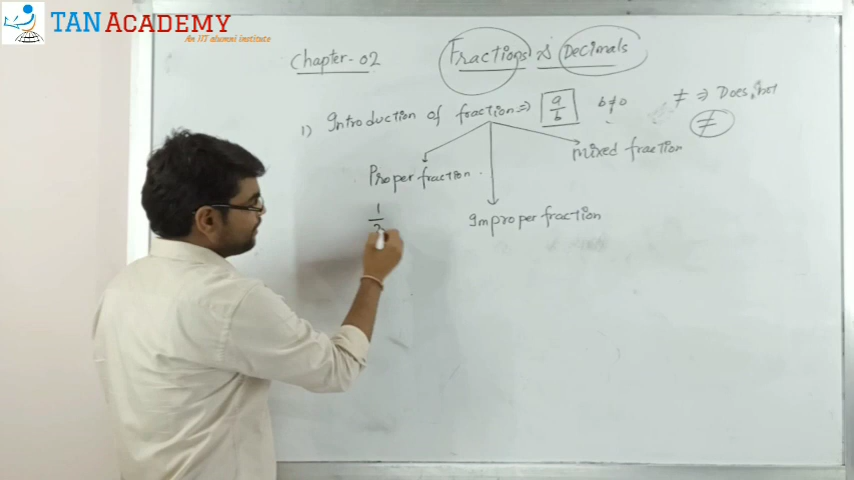 TAN ACADEMY
An IIT alumni institute
Chapter-02 Fractions & Decimals
1) Introduction of fraction ⇒ a/b b≠0 ≠ ⇒ Does not
≠
Proper fraction. mixed fraction
1/2 Improper fraction